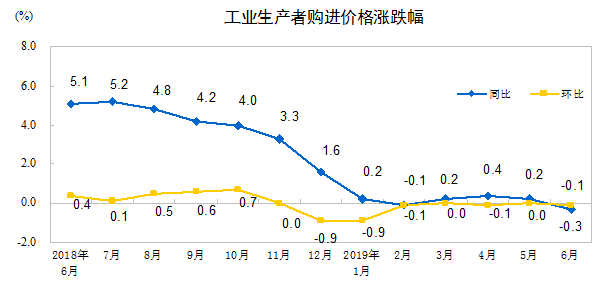 工业生产者购进价格涨跌幅
(%)
8.0
6.0
4.0
2.0
0.0
-2.0
同比
环比
5.1
5.2
4.8
4.2
4.0
3.3
1.6
0.2
-0.1
0.2
0.4
0.2
-0.3
0.4
0.1
0.5
0.6
0.7
0.0
-0.9
-0.9
-0.1
0.0
-0.1
0.0
-0.1
2018年
6月
7月
8月
9月
10月
11月
12月
2019年
1月
2月
3月
4月
5月
6月